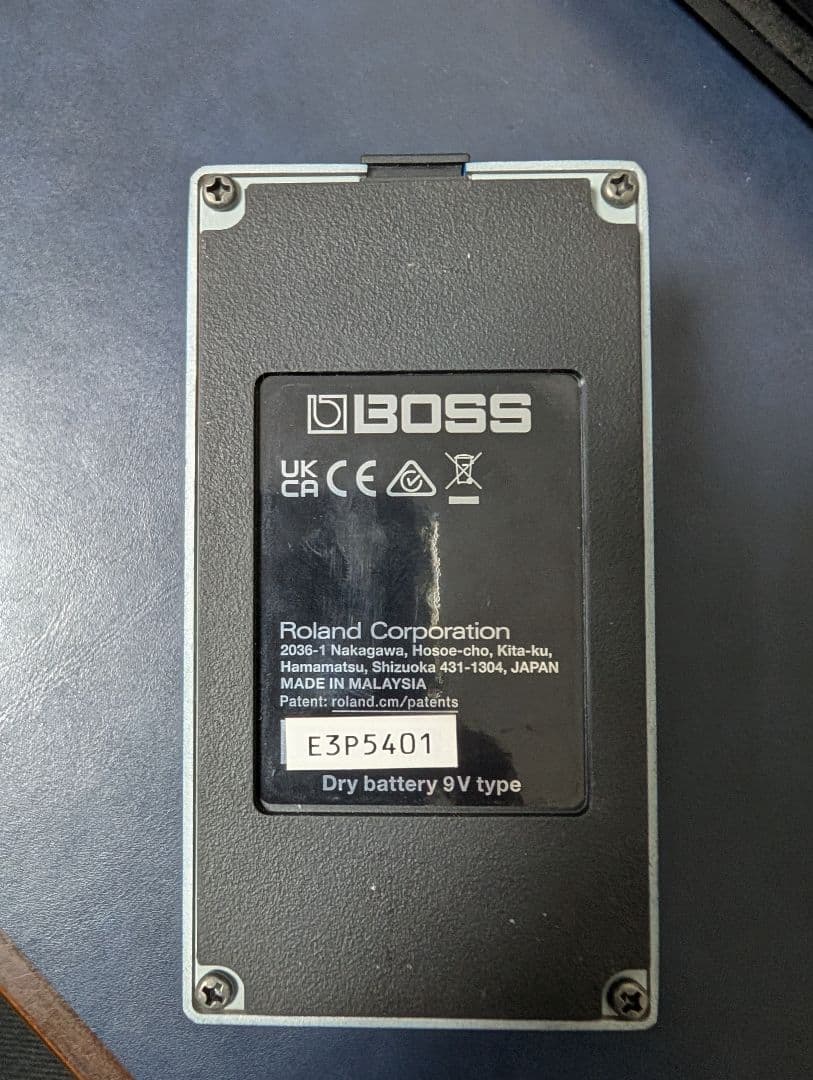 BOSS
UK
CA CE
Roland Corporation
2036-1 Nakagawa, Hosoe-cho, Kita-ku,
Hamamatsu, Shizuoka 431-1304, JAPAN
MADE IN MALAYSIA
Patent: roland.cm/patents
E3P5401
Dry battery 9V type